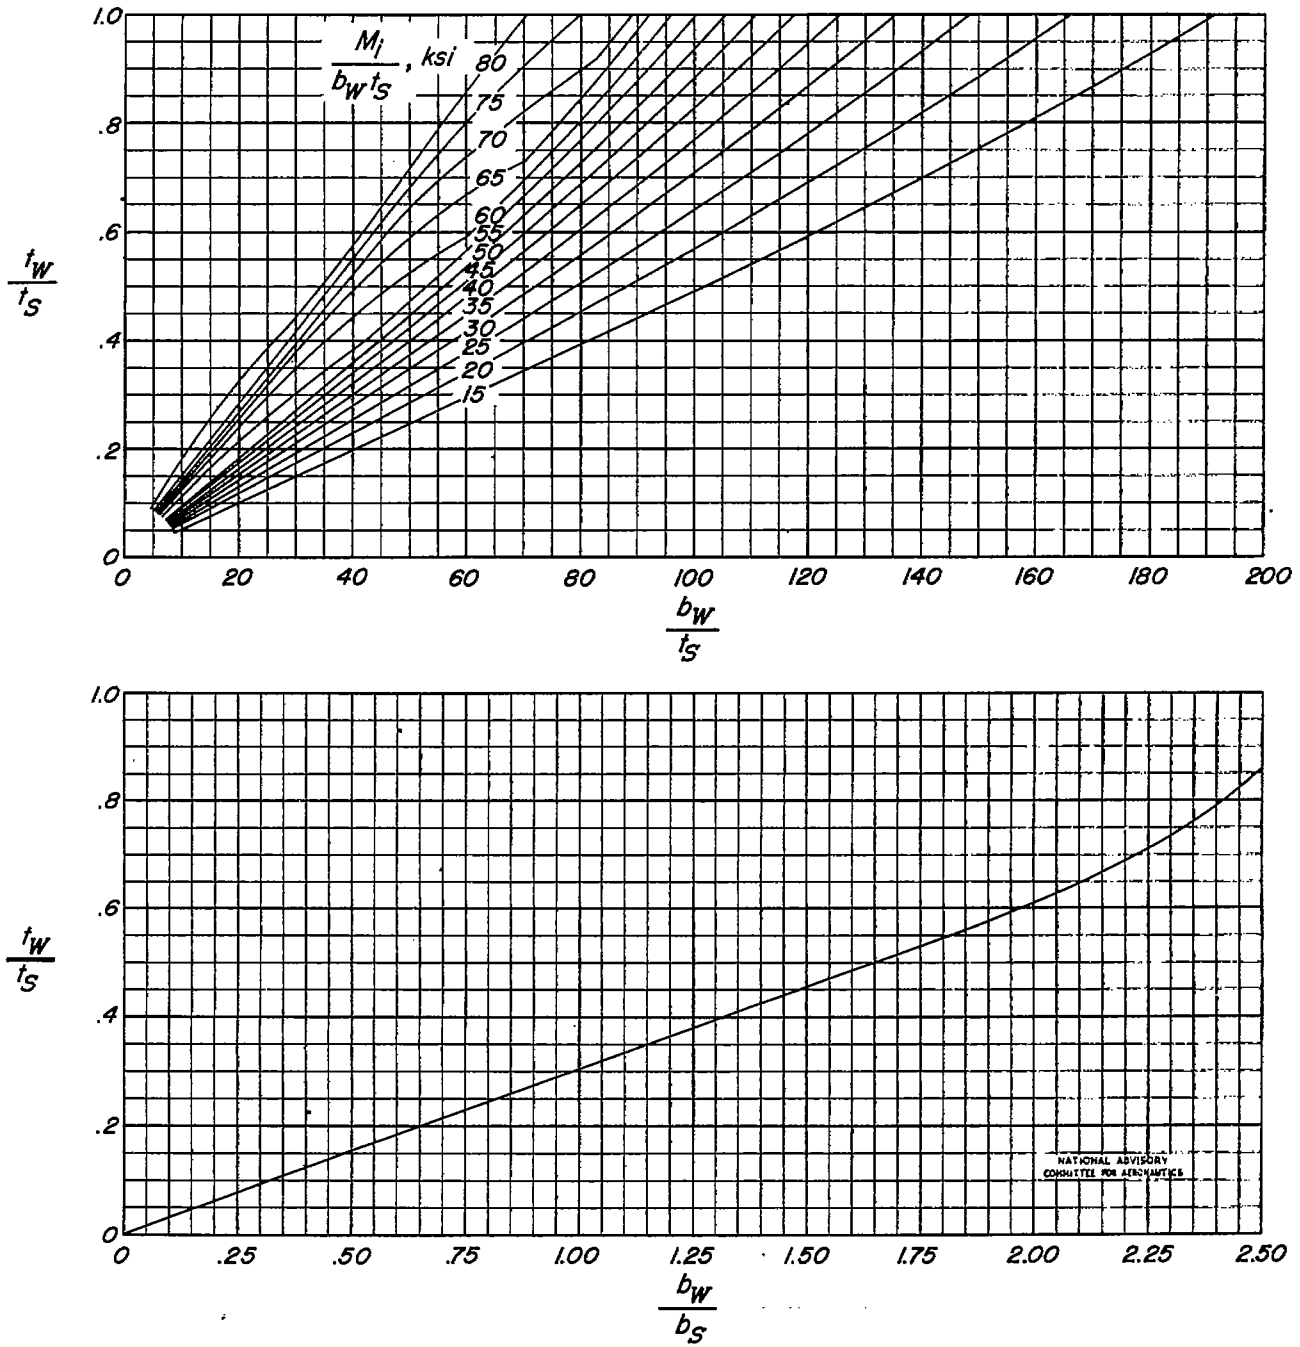 1.0
.8
.6
.4
.2
0
t_W
t_S
M_i
b_W t_S
, ksi
80
75
70
65
60
55
50
45
40
35
30
25
20
15
0 20 40 60 80 100 120 140 160 180 200
b_W
t_S
1.0
.8
.6
.4
.2
0
t_W
t_S
NATIONAL ADVISORY
COMMITTEE FOR AERONAUTICS
0 .25 .50 .75 1.00 1.25 1.50 1.75 2.00 2.25 2.50
b_W
b_S